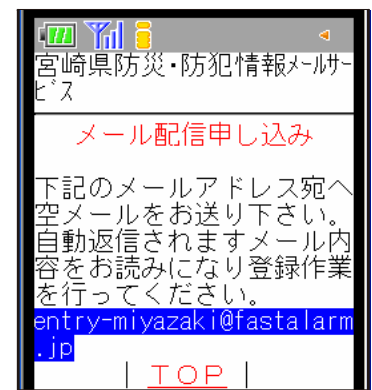 宮崎県防災・防犯情報ﾒｰﾙｻｰ
ﾋﾞｽ
メール配信申し込み
下記のメールアドレス宛へ
空メールをお送り下さい。
自動返信されますメール内
容をお読みになり登録作業
を行ってください。
entry-miyazaki@fastalarm
.jp
| TOP |